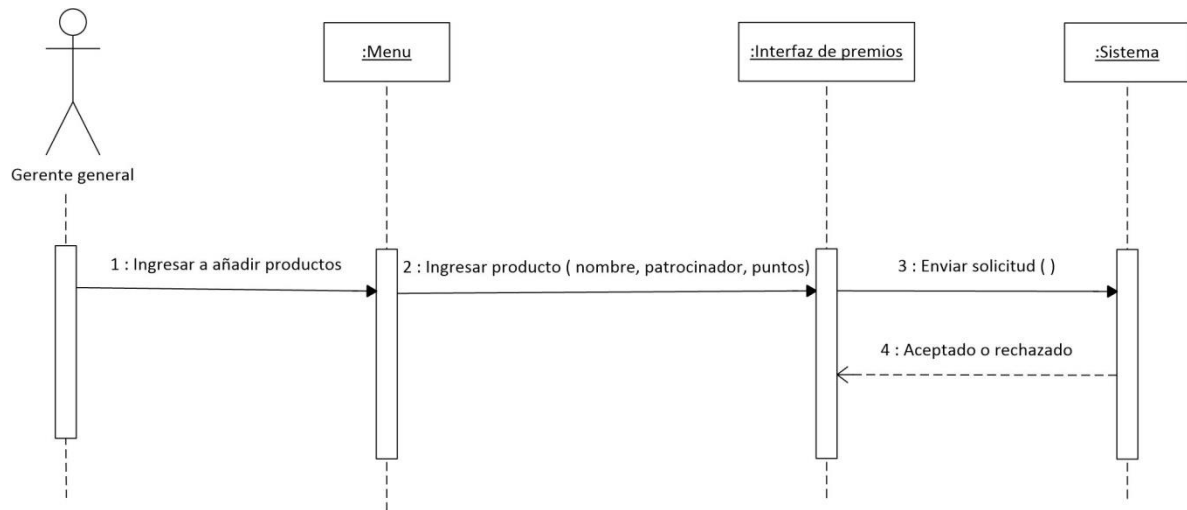 :Menu
:Interfaz de premios
:Sistema
Gerente general
1 : Ingresar a añadir productos
2 : Ingresar producto ( nombre, patrocinador, puntos)
3 : Enviar solicitud ( )
4 : Aceptado o rechazado